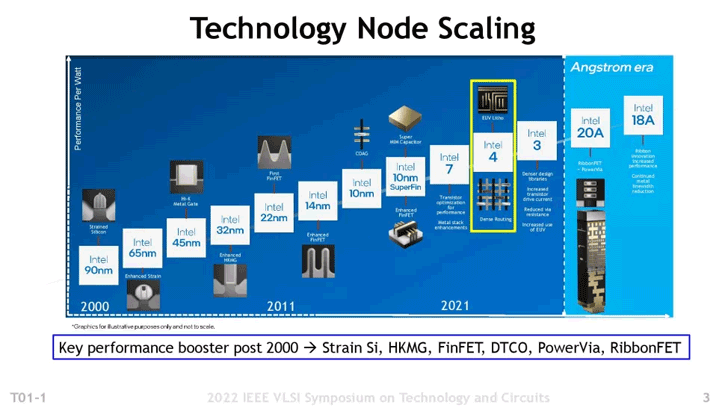 Technology Node Scaling
Performance Per Watt
Angstrom era
Strained
Silicon
Intel
90nm
Intel
65nm
Enhanced Strain
Hi-K
Metal Gate
Intel
45nm
Intel
32nm
Enhanced
HKMG
First
FinFET
Intel
22nm
Intel
14nm
Enhanced
FinFET
COAG
Intel
10nm
Super
MIM Capacitor
Intel
10nm
SuperFin
Enhanced
FinFET
Intel
7
Transistor
optimization
for
performance
Metal stack
enhancements
EUV Litho
Intel
4
Dense Routing
Intel
3
Denser design
libraries
Increased
transistor
drive current
Reduced via
resistance
Increased use
of EUV
Intel
20A
RibbonFET
+ PowerVia
Intel
18A
Ribbon
innovation
Increased
performance
Continued
metal
linewidth
reduction
2000
2011
2021
*Graphics for illustrative purposes only and not to scale.
Key performance booster post 2000 → Strain Si, HKMG, FinFET, DTCO, PowerVia, RibbonFET
T01-1
2022 IEEE VLSI Symposium on Technology and Circuits
3